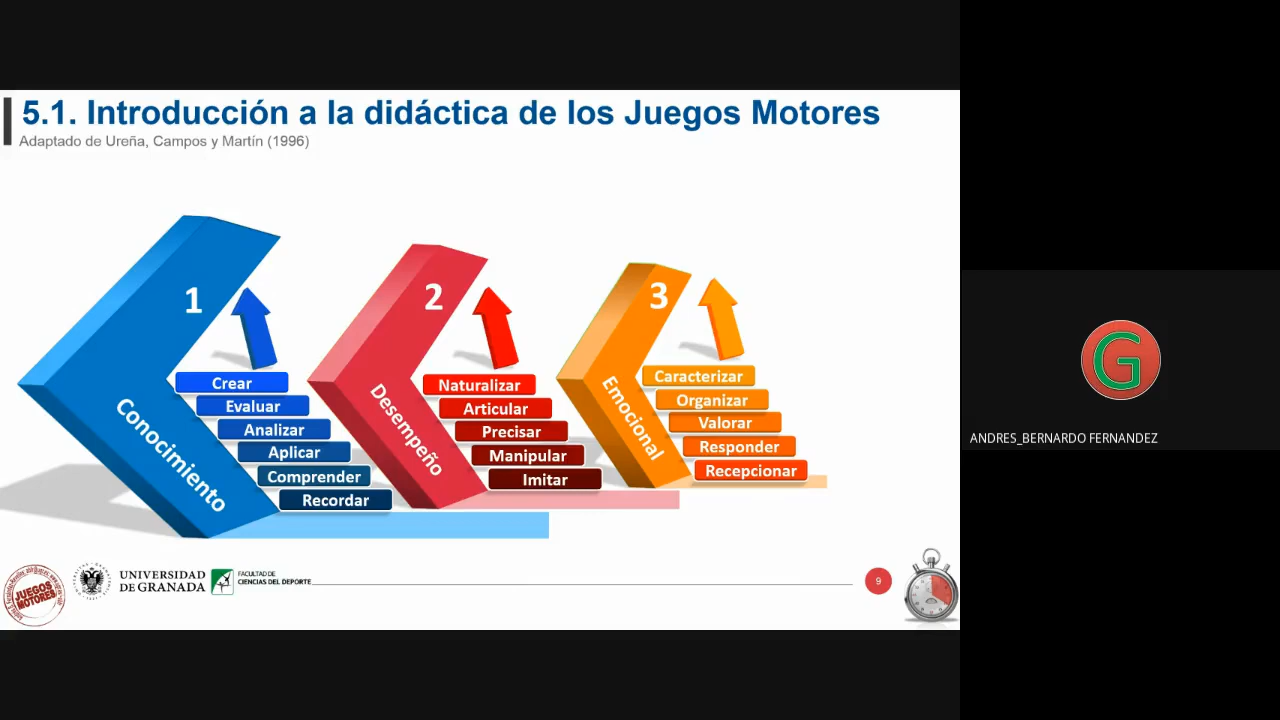 5.1. Introducción a la didáctica de los Juegos Motores
Adaptado de Ureña, Campos y Martín (1996)
1
Conocimiento
Crear
Evaluar
Analizar
Aplicar
Comprender
Recordar
2
Desempeño
Naturalizar
Articular
Precisar
Manipular
Imitar
3
Emocional
Caracterizar
Organizar
Valorar
Responder
Recepcionar
JUEGOS
MOTORES
UNIVERSIDAD
DE GRANADA
FACULTAD DE
CIENCIAS DEL DEPORTE
9
G
ANDRES_BERNARDO FERNANDEZ